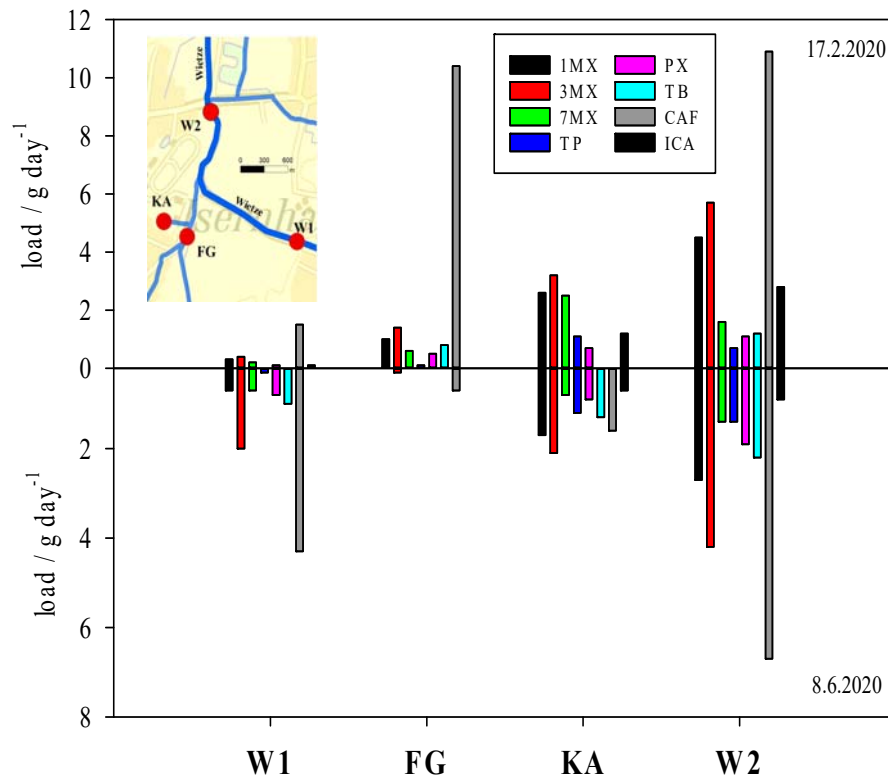 12
10
8
6
4
2
0
2
4
6
8
load / g day-1
load / g day-1
17.2.2020
8.6.2020
1MX
3MX
7MX
TP
PX
TB
CAF
ICA
Wietze
W2
0 300 600
m
KA
Wietze
Isernha
W1
FG
W1 FG KA W2